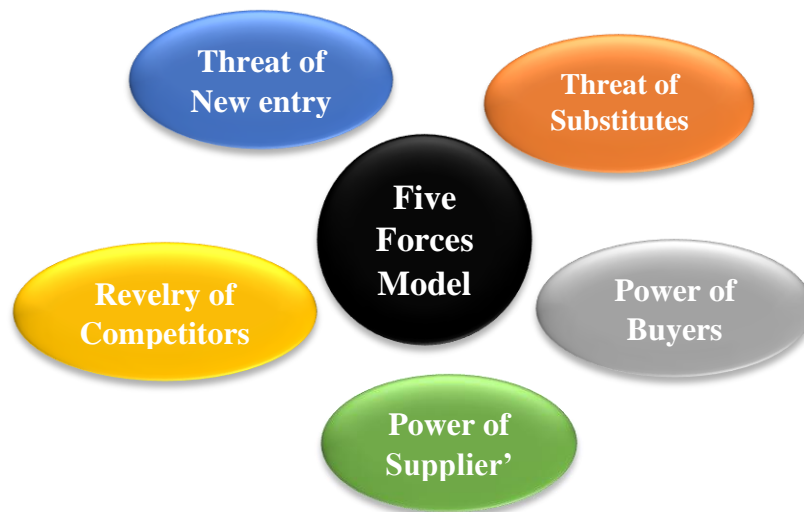 Threat of
New entry
Threat of
Substitutes
Five
Forces
Model
Revelry of
Competitors
Power of
Buyers
Power of
Supplier’